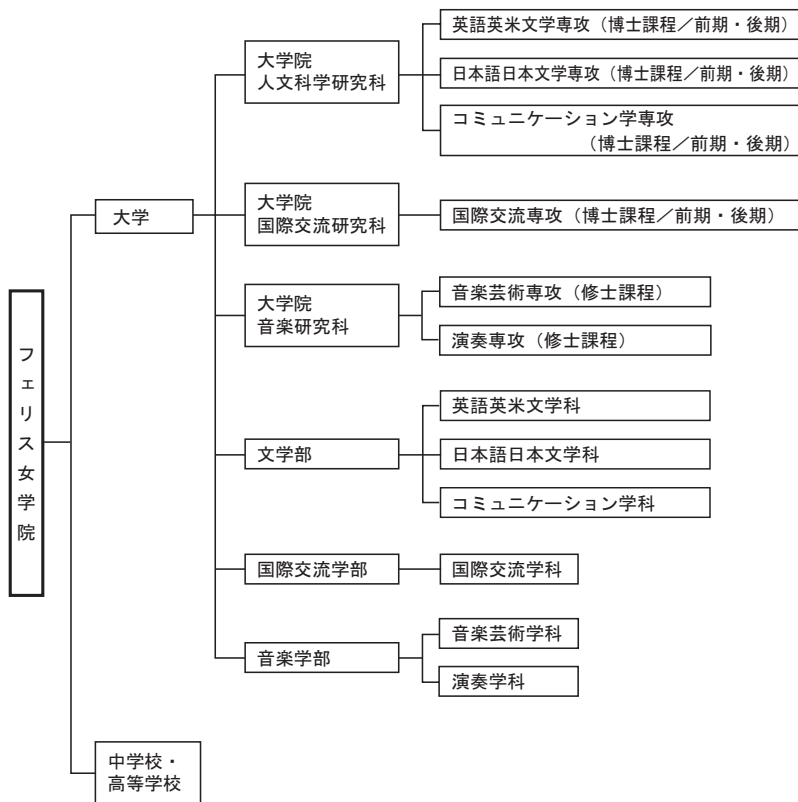 フェリス女学院
大学
大学院
人文科学研究科
英語英米文学専攻（博士課程／前期・後期）
日本語日本文学専攻（博士課程／前期・後期）
コミュニケーション学専攻
（博士課程／前期・後期）
大学院
国際交流研究科
国際交流専攻（博士課程／前期・後期）
大学院
音楽研究科
音楽芸術専攻（修士課程）
演奏専攻（修士課程）
文学部
英語英米文学科
日本語日本文学科
コミュニケーション学科
国際交流学部
国際交流学科
音楽学部
音楽芸術学科
演奏学科
中学校・
高等学校